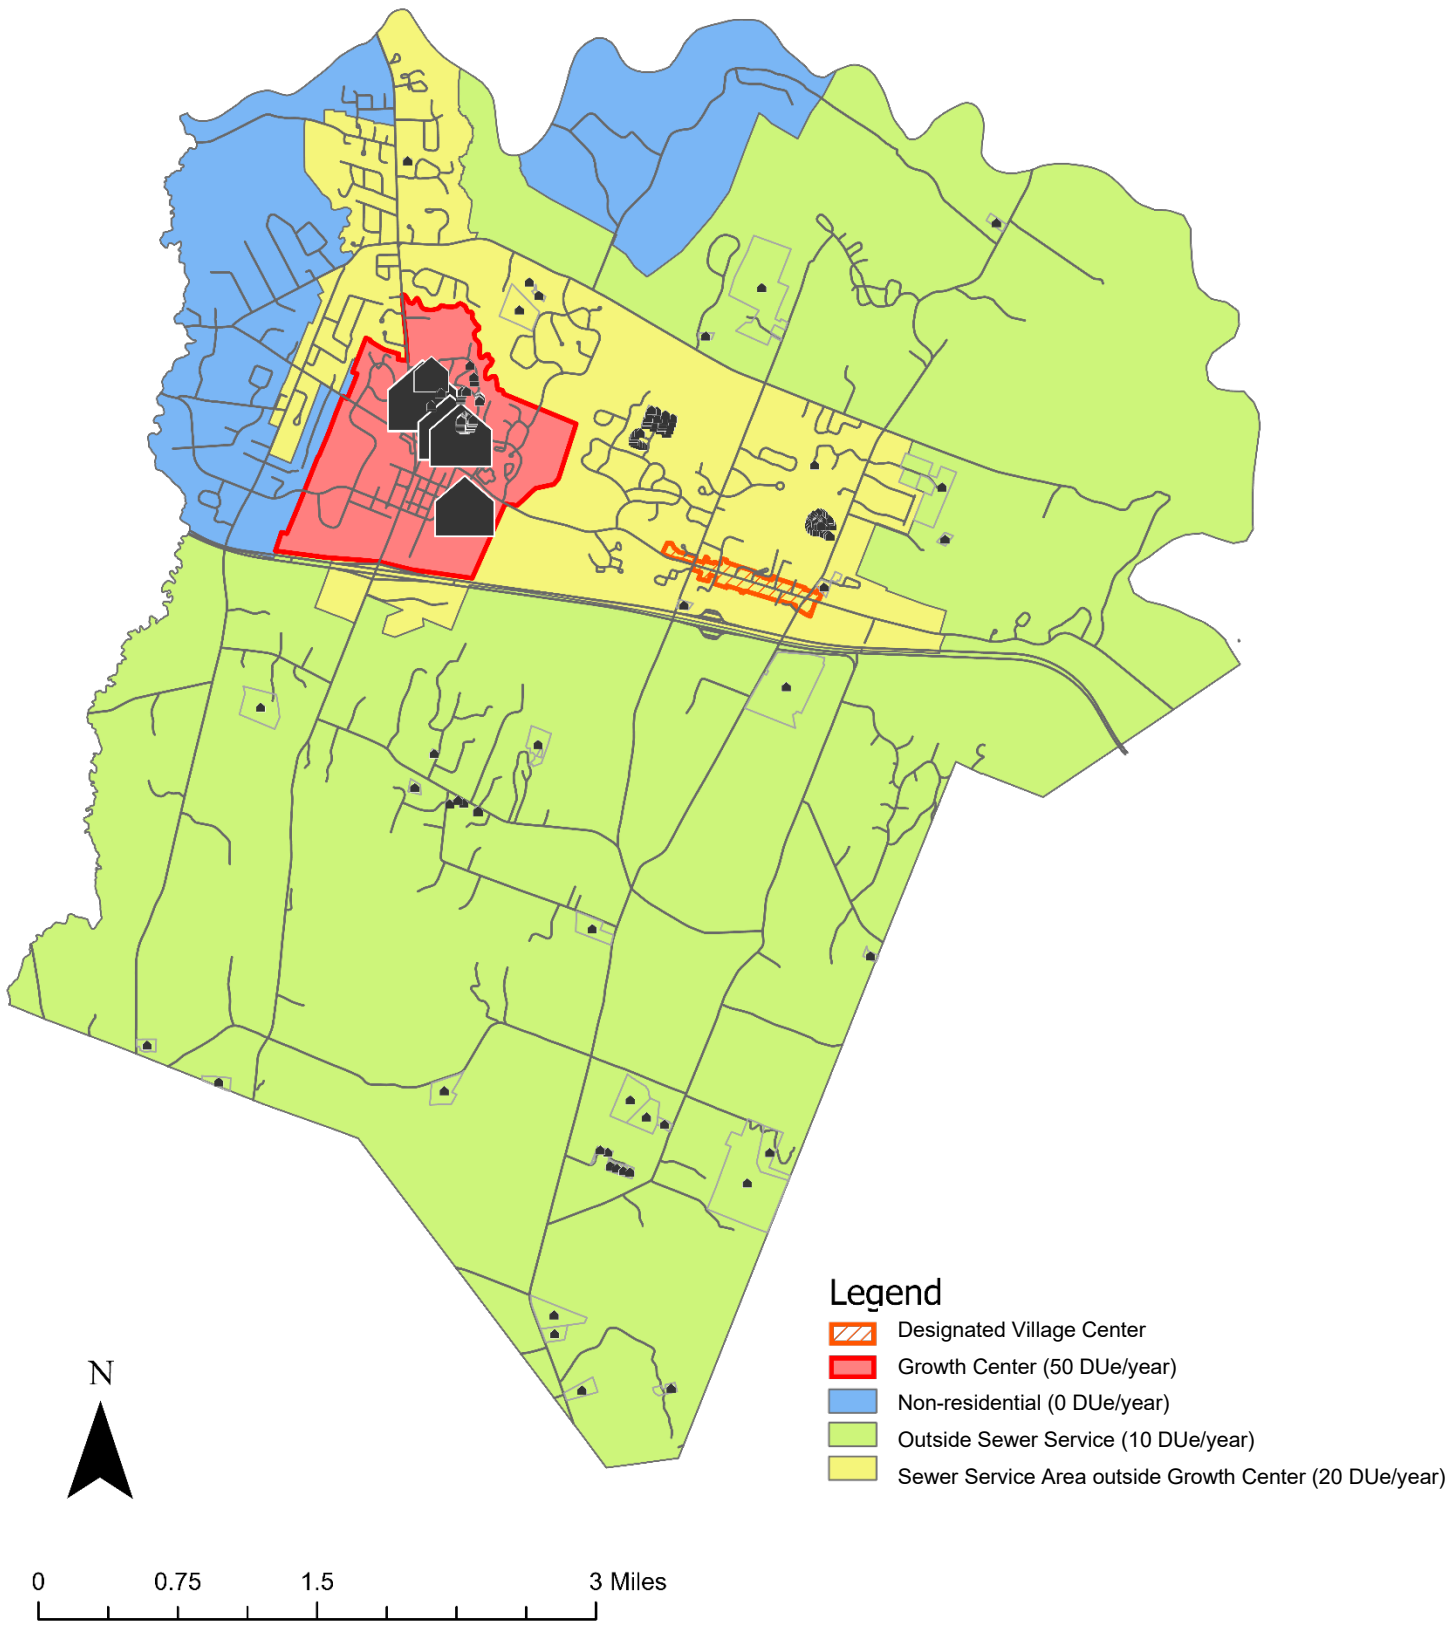 Legend
Designated Village Center
Growth Center (50 DUe/year)
Non-residential (0 DUe/year)
Outside Sewer Service (10 DUe/year)
Sewer Service Area outside Growth Center (20 DUe/year)
N
0 0.75 1.5 3 Miles